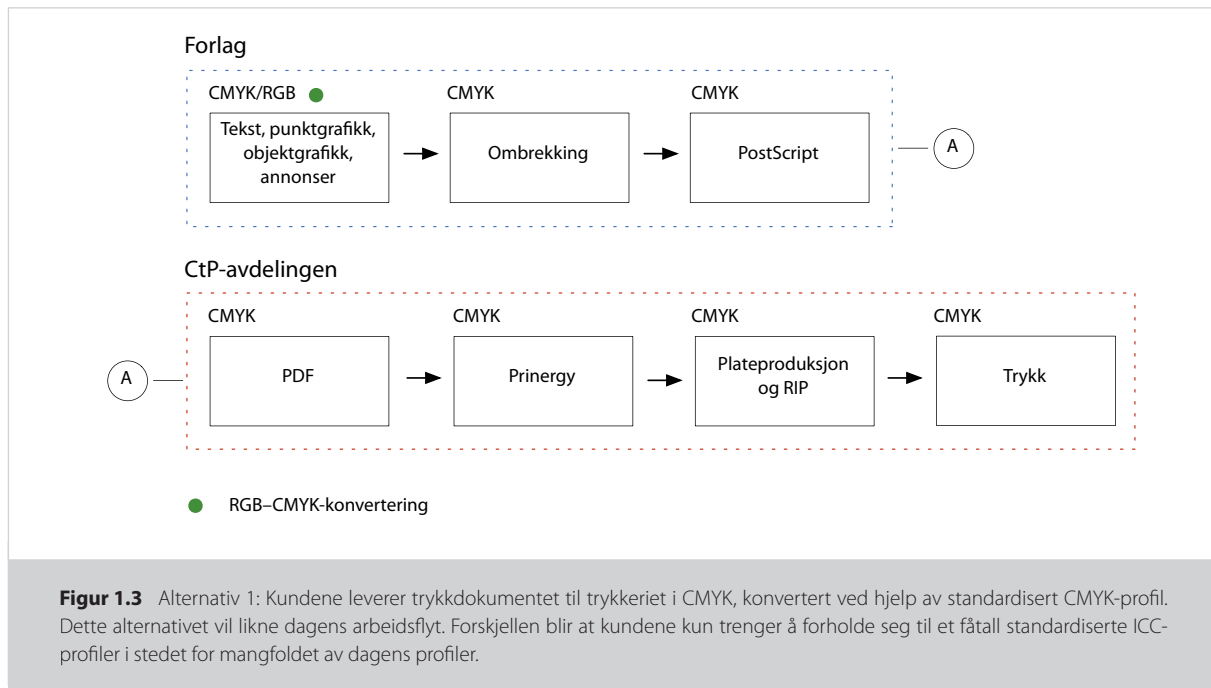 Forlag
CMYK/RGB
CMYK
CMYK
Tekst, punktgrafikk,
objektgrafikk,
annonser
Ombrekking
PostScript
A
CtP-avdelingen
CMYK
CMYK
CMYK
CMYK
A
PDF
Prinergy
Plateproduksjon
og RIP
Trykk
RGB–CMYK-konvertering
Figur 1.3 Alternativ 1: Kundene leverer trykkdokumentet til trykkeriet i CMYK, konvertert ved hjelp av standardisert CMYK-profil.
Dette alternativet vil likne dagens arbeidsflyt. Forskjellen blir at kundene kun trenger å forholde seg til et fåtall standardiserte ICC-
profiler i stedet for mangfoldet av dagens profiler.